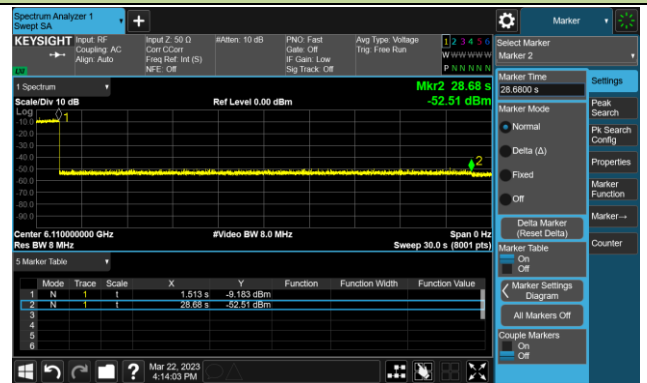 Spectrum Analyzer 1
Swept SA
Marker
KEYSIGHT Input: RF Input Z: 50 Ω #Atten: 10 dB PNO: Fast Avg Type: Voltage 1 2 3 4 5 6
Coupling: AC Corr CCorr Gate: Off Trig: Free Run W W W W W W
Align: Auto Freq Ref: Int (S) IF Gain: Low P N N N N N
NFE: Off Sig Track: Off
LXI
1 Spectrum
Mkr2 28.68 s
Scale/Div 10 dB Ref Level 0.00 dBm -52.51 dBm
Log
-10.0 1
-20.0
-30.0
-40.0
-50.0 2
-60.0
-70.0
-80.0
-90.0
Center 6.110000000 GHz #Video BW 8.0 MHz Span 0 Hz
Res BW 8 MHz Sweep 30.0 s (8001 pts)
5 Marker Table
Mode Trace Scale X Y Function Function Width Function Value
1 N 1 t 1.513 s -9.183 dBm
2 N 1 t 28.68 s -52.51 dBm
3
4
5
6
? Mar 22, 2023
4:14:03 PM
Select Marker
Marker 2
Marker Time
28.6800 s
Marker Mode
Normal
Delta (Δ)
Fixed
Off
Delta Marker
(Reset Delta)
Marker Table
On
Off
Marker Settings
Diagram
All Markers Off
Couple Markers
On
Off
Settings
Peak
Search
Pk Search
Config
Properties
Marker
Function
Marker→
Counter